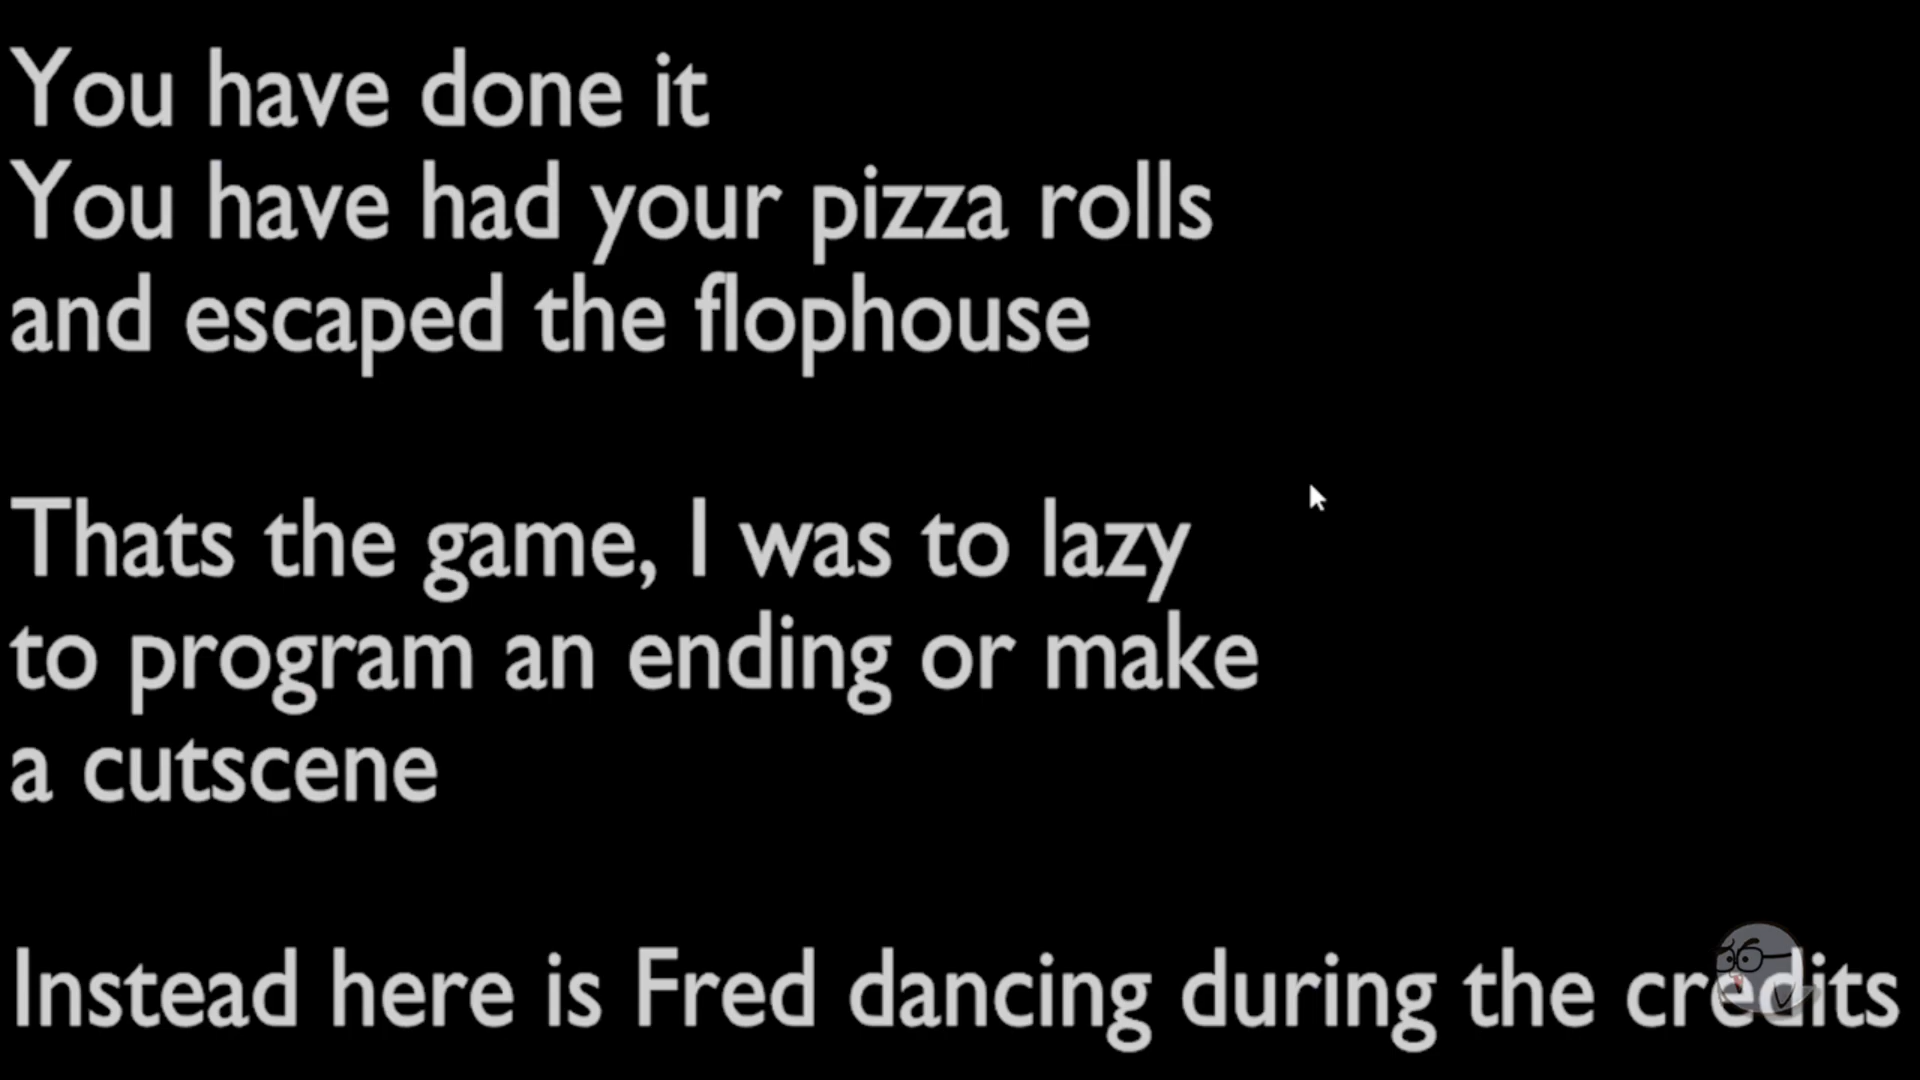 You have done it
You have had your pizza rolls
and escaped the flophouse
Thats the game, I was to lazy
to program an ending or make
a cutscene
Instead here is Fred dancing during the credits